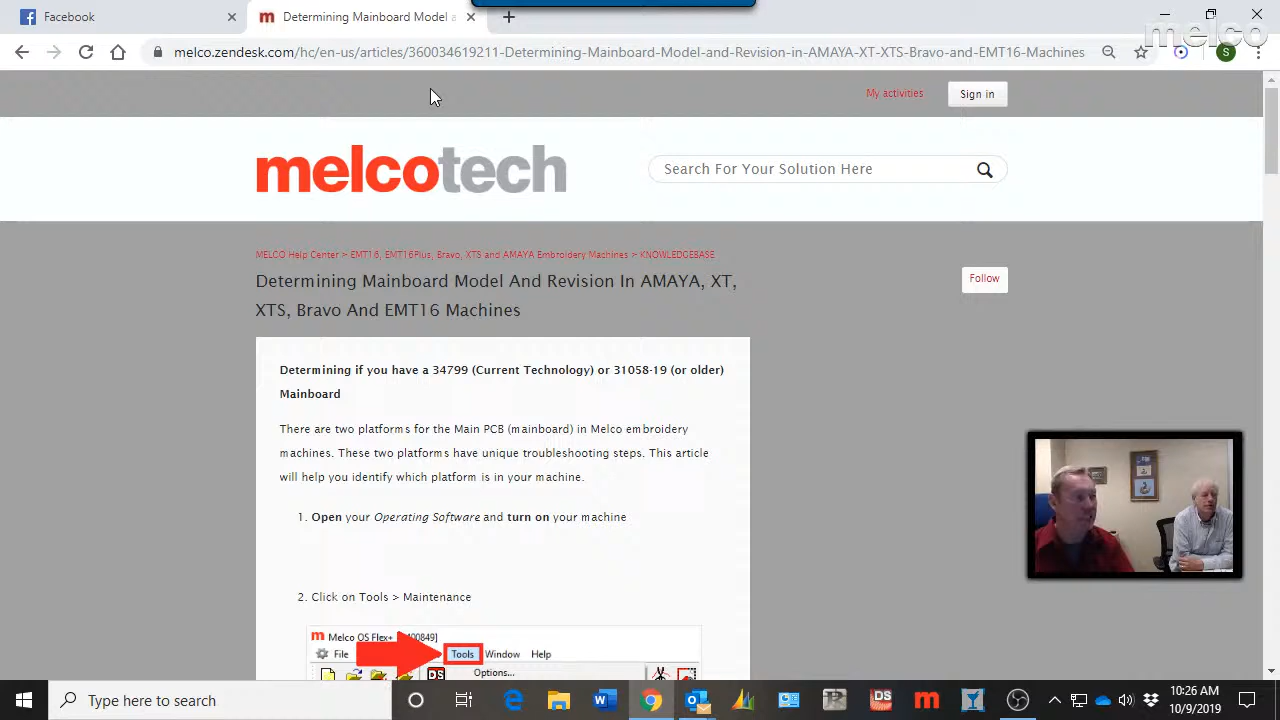 Facebook
Determining Mainboard Model a
melco
melco.zendesk.com/hc/en-us/articles/360034619211-Determining-Mainboard-Model-and-Revision-in-AMAYA-XT-XTS-Bravo-and-EMT16-Machines
S
My activities
Sign in
melcotech
Search For Your Solution Here
MELCO Help Center > EMT16, EMT16Plus, Bravo, XTS and AMAYA Embroidery Machines > KNOWLEDGEBASE
Determining Mainboard Model And Revision In AMAYA, XT,
XTS, Bravo And EMT16 Machines
Follow
Determining if you have a 34799 (Current Technology) or 31058-19 (or older)
Mainboard
There are two platforms for the Main PCB (mainboard) in Melco embroidery
machines. These two platforms have unique troubleshooting steps. This article
will help you identify which platform is in your machine.
1. Open your Operating Software and turn on your machine
2. Click on Tools > Maintenance
Melco OS Flex+ 400849]
File Tools Window Help
DS Options...
Type here to search
DS
10:26 AM
10/9/2019